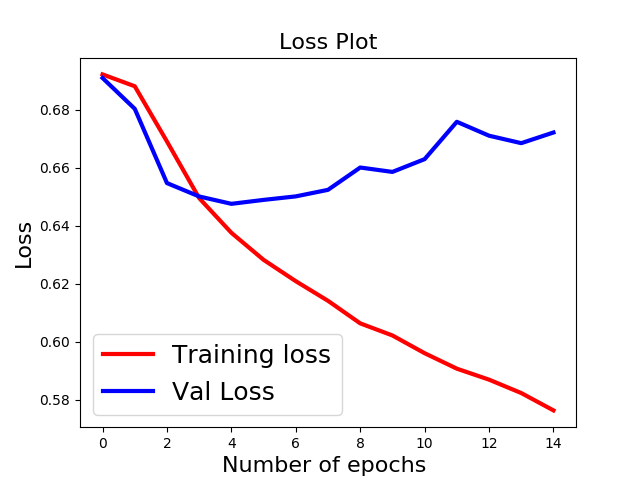 Loss Plot
Loss
0.68
0.66
0.64
0.62
0.60
0.58
Training loss
Val Loss
0 2 4 6 8 10 12 14
Number of epochs